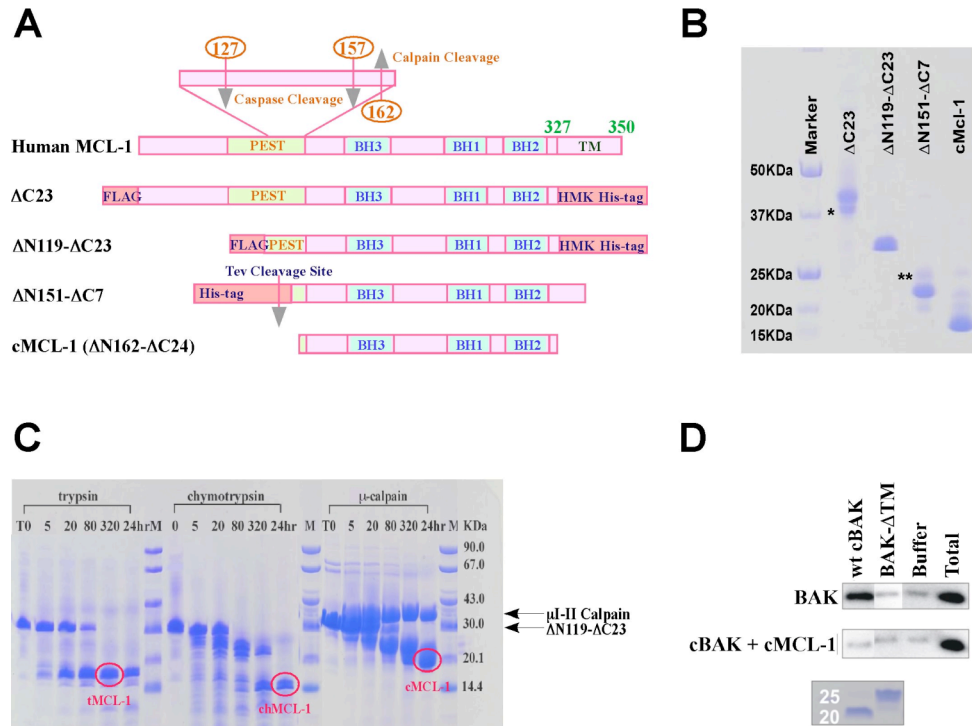 A
127
157
Calpain Cleavage
Caspase Cleavage
162
327
350
Human MCL-1
PEST
BH3
BH1
BH2
TM
ΔC23
FLAG
PEST
BH3
BH1
BH2
HMK His-tag
ΔN119-ΔC23
FLAG
PEST
BH3
BH1
BH2
HMK His-tag
Tev Cleavage Site
ΔN151-ΔC7
His-tag
BH3
BH1
BH2
cMCL-1 (ΔN162-ΔC24)
BH3
BH1
BH2
B
Marker
ΔC23
ΔN119-ΔC23
ΔN151-ΔC7
cMcl-1
50KDa
37KDa
*
25KDa
**
20KDa
15KDa
C
trypsin
chymotrypsin
μ-calpain
T0 5 20 80 320 24hr M
0 5 20 80 320 24hr M
T0 5 20 80 320 24hr M KDa
90.0
67.0
43.0
30.0
20.1
14.4
μI-II Calpain
ΔN119-ΔC23
tMCL-1
chMCL-1
cMCL-1
D
wt cBAK
BAK-ΔTM
Buffer
Total
BAK
cBAK + cMCL-1
25
20